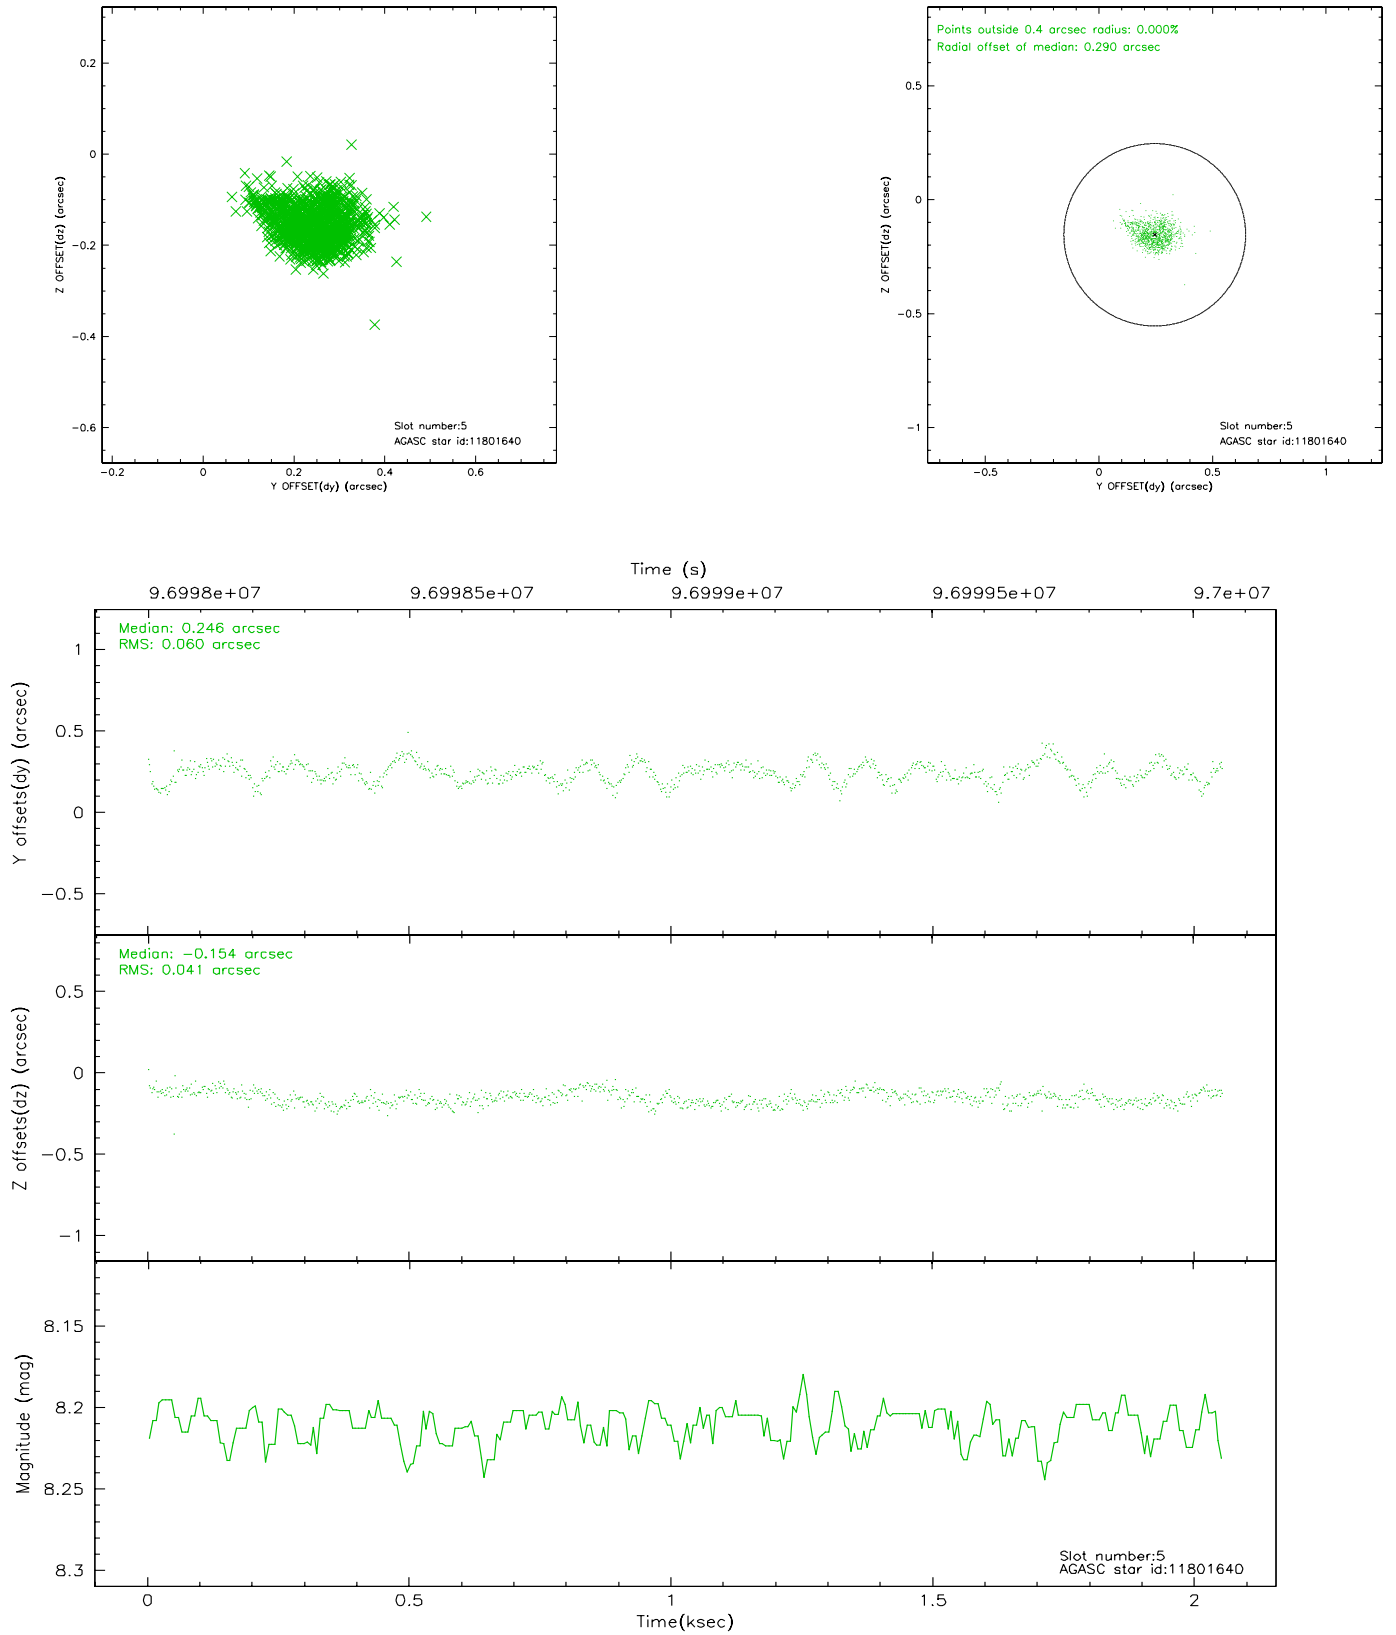 0.2
0
−0.2
−0.4
−0.6
Z OFFSET(dz) (arcsec)
Slot number:5
AGASC star id:11801640
−0.2 0 0.2 0.4 0.6
Y OFFSET(dy) (arcsec)
Points outside 0.4 arcsec radius: 0.000%
Radial offset of median: 0.290 arcsec
0.5
0
−0.5
−1
Z OFFSET(dz) (arcsec)
Slot number:5
AGASC star id:11801640
−0.5 0 0.5 1
Y OFFSET(dy) (arcsec)
Time (s)
9.6998e+07 9.69985e+07 9.6999e+07 9.69995e+07 9.7e+07
Median: 0.246 arcsec
RMS: 0.060 arcsec
1
0.5
0
−0.5
Y offsets(dy) (arcsec)
Median: −0.154 arcsec
RMS: 0.041 arcsec
0.5
0
−0.5
−1
Z offsets(dz) (arcsec)
8.15
8.2
8.25
8.3
Magnitude (mag)
Slot number:5
AGASC star id:11801640
0 0.5 1 1.5 2
Time(ksec)